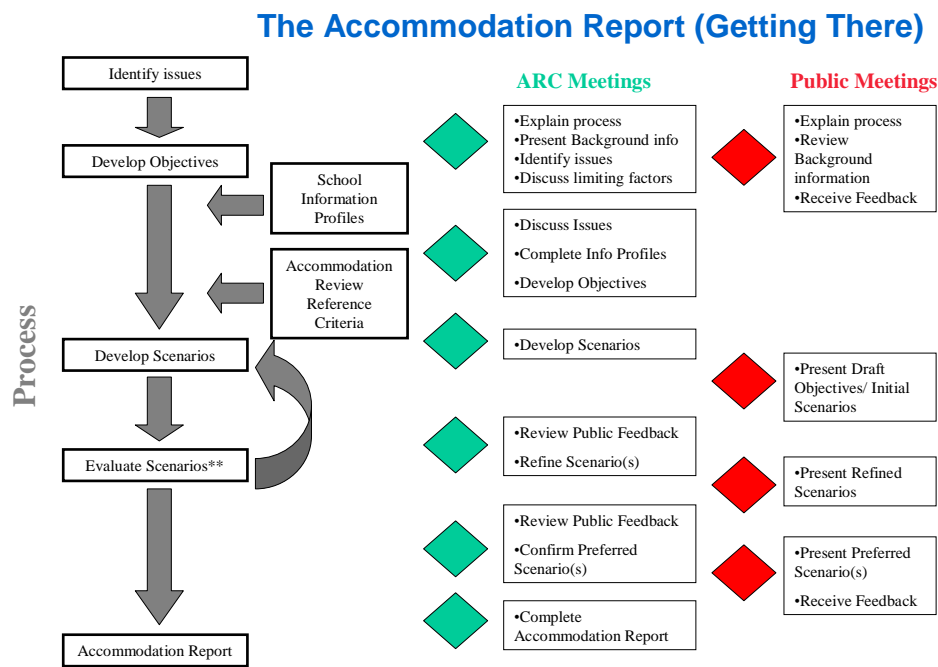 The Accommodation Report (Getting There)
Process
Identify issues
Develop Objectives
School
Information
Profiles
Accommodation
Review
Reference
Criteria
Develop Scenarios
Evaluate Scenarios**
Accommodation Report
ARC Meetings
•Explain process
•Present Background info
•Identify issues
•Discuss limiting factors
•Discuss Issues
•Complete Info Profiles
•Develop Objectives
•Develop Scenarios
•Review Public Feedback
•Refine Scenario(s)
•Review Public Feedback
•Confirm Preferred
Scenario(s)
•Complete
Accommodation Report
Public Meetings
•Explain process
•Review
Background
information
•Receive Feedback
•Present Draft
Objectives/ Initial
Scenarios
•Present Refined
Scenarios
•Present Preferred
Scenario(s)
•Receive Feedback